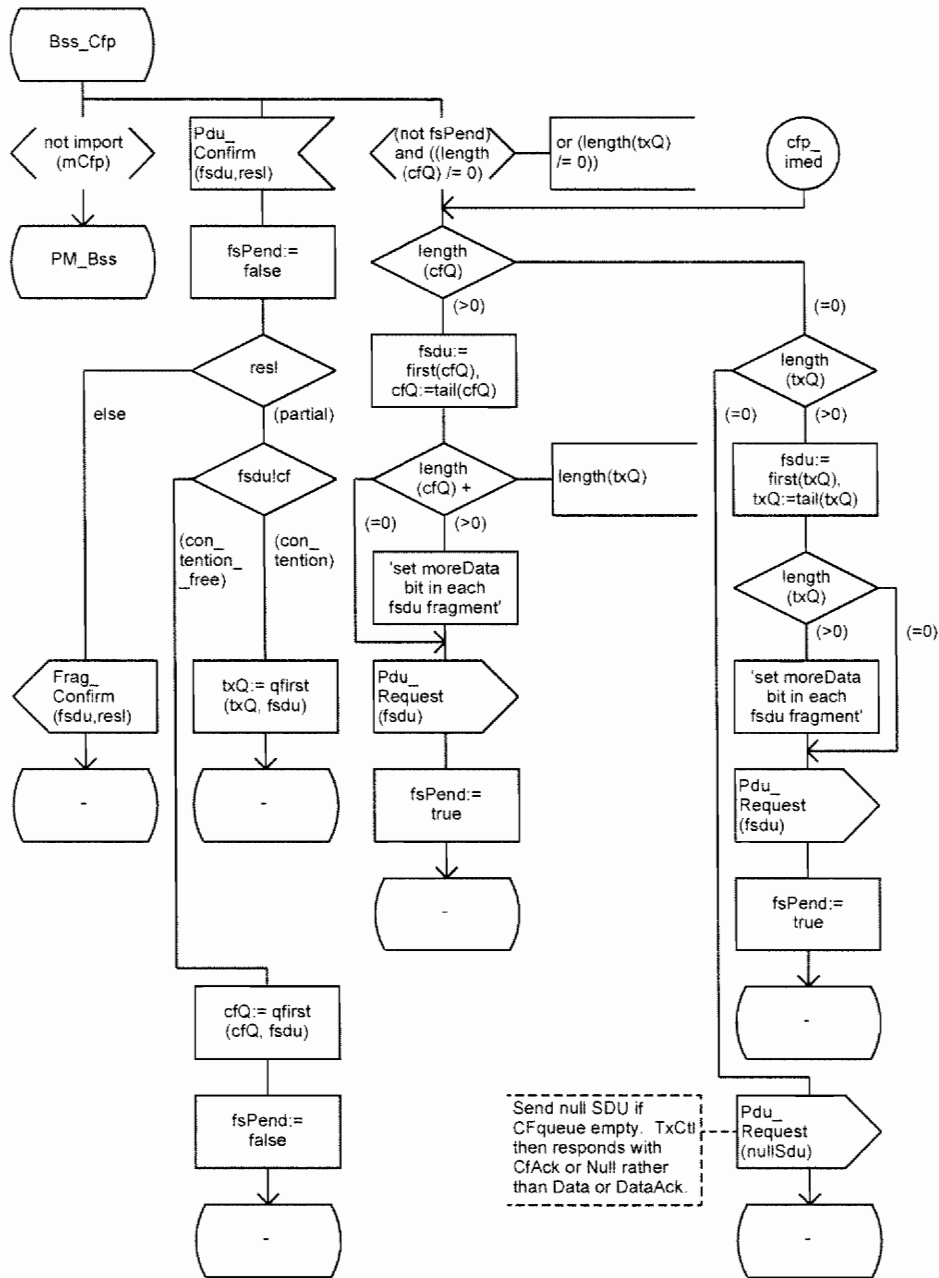 Bss_Cfp
not import
(mCfp)
PM_Bss
Pdu_
Confirm
(fsdu,resl)
fsPend:=
false
resl
else
(partial)
fsdu!cf
(con_
tention
_free)
(con_
tention)
Frag_
Confirm
(fsdu,resl)
-
txQ:= qfirst
(txQ, fsdu)
-
cfQ:= qfirst
(cfQ, fsdu)
fsPend:=
false
-
(not fsPend)
and ((length
(cfQ) /= 0)
or (length(txQ)
/= 0))
cfp_
imed
length
(cfQ)
(>0)
(=0)
fsdu:=
first(cfQ),
cfQ:=tail(cfQ)
length
(cfQ) +
length(txQ)
(=0)
(>0)
'set moreData
bit in each
fsdu fragment'
Pdu_
Request
(fsdu)
fsPend:=
true
-
length
(txQ)
(=0)
(>0)
fsdu:=
first(txQ),
txQ:=tail(txQ)
length
(txQ)
(>0)
(=0)
'set moreData
bit in each
fsdu fragment'
Pdu_
Request
(fsdu)
fsPend:=
true
-
Send null SDU if
CFqueue empty. TxCtl
then responds with
CfAck or Null rather
than Data or DataAck.
Pdu_
Request
(nullSdu)
-